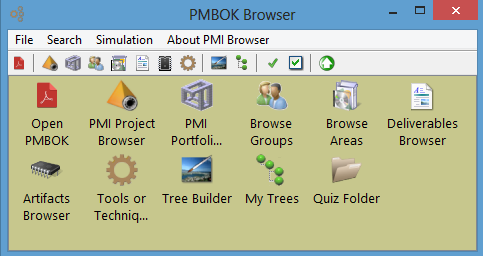 PMBOK Browser
File Search Simulation About PMI Browser
Open PMBOK
PMI Project Browser
PMI Portfoli...
Browse Groups
Browse Areas
Deliverables Browser
Artifacts Browser
Tools or Techniq...
Tree Builder
My Trees
Quiz Folder